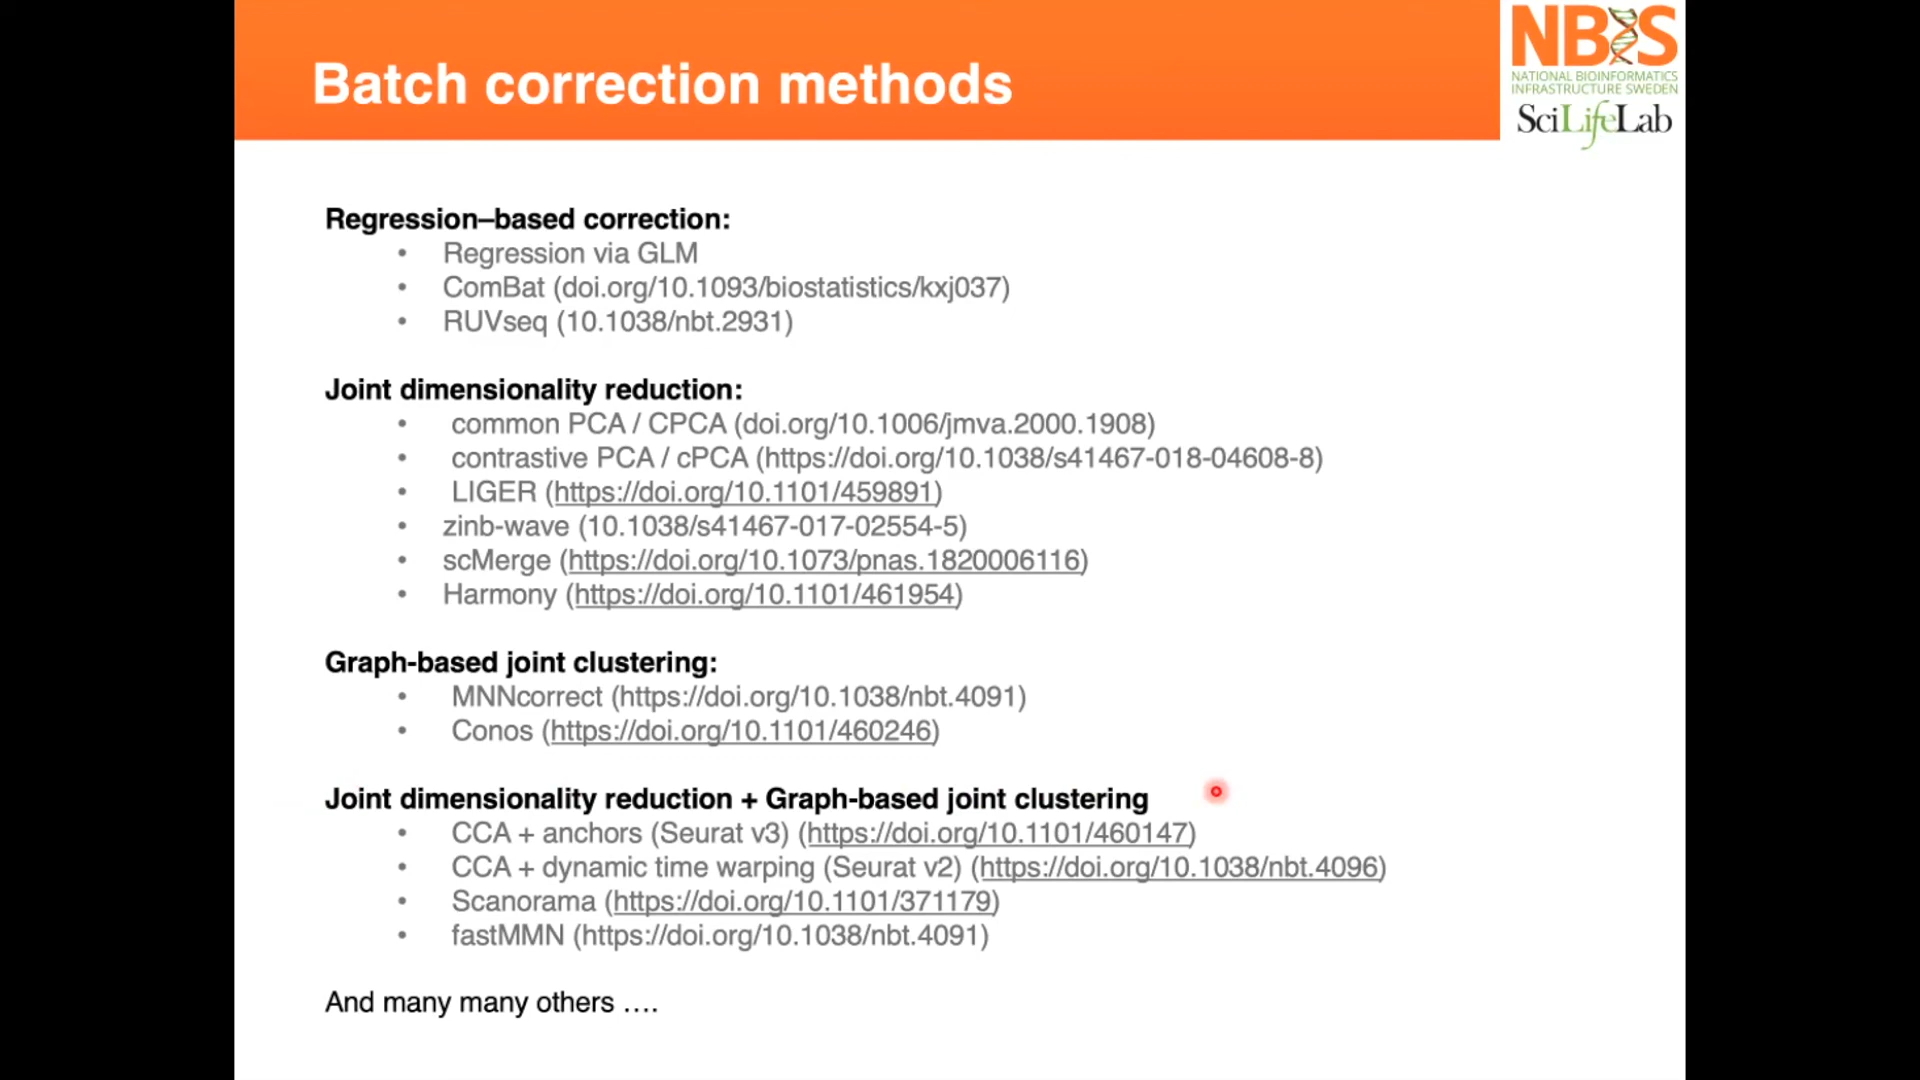 Batch correction methods
NBIS
NATIONAL BIOINFORMATICS
INFRASTRUCTURE SWEDEN
SciLifeLab
Regression–based correction:
• Regression via GLM
• ComBat (doi.org/10.1093/biostatistics/kxj037)
• RUVseq (10.1038/nbt.2931)
Joint dimensionality reduction:
• common PCA / CPCA (doi.org/10.1006/jmva.2000.1908)
• contrastive PCA / cPCA (https://doi.org/10.1038/s41467-018-04608-8)
• LIGER (https://doi.org/10.1101/459891)
• zinb-wave (10.1038/s41467-017-02554-5)
• scMerge (https://doi.org/10.1073/pnas.1820006116)
• Harmony (https://doi.org/10.1101/461954)
Graph-based joint clustering:
• MNNcorrect (https://doi.org/10.1038/nbt.4091)
• Conos (https://doi.org/10.1101/460246)
Joint dimensionality reduction + Graph-based joint clustering
• CCA + anchors (Seurat v3) (https://doi.org/10.1101/460147)
• CCA + dynamic time warping (Seurat v2) (https://doi.org/10.1038/nbt.4096)
• Scanorama (https://doi.org/10.1101/371179)
• fastMMN (https://doi.org/10.1038/nbt.4091)
And many many others ….